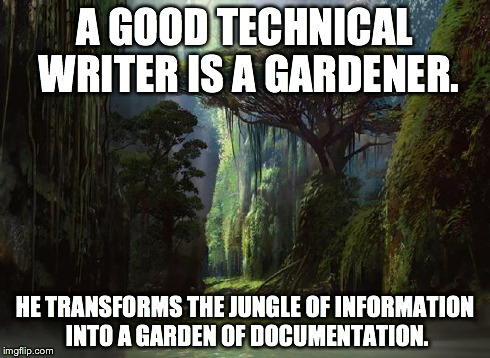 A GOOD TECHNICAL
WRITER IS A GARDENER.
HE TRANSFORMS THE JUNGLE OF INFORMATION
INTO A GARDEN OF DOCUMENTATION.
imgflip.com